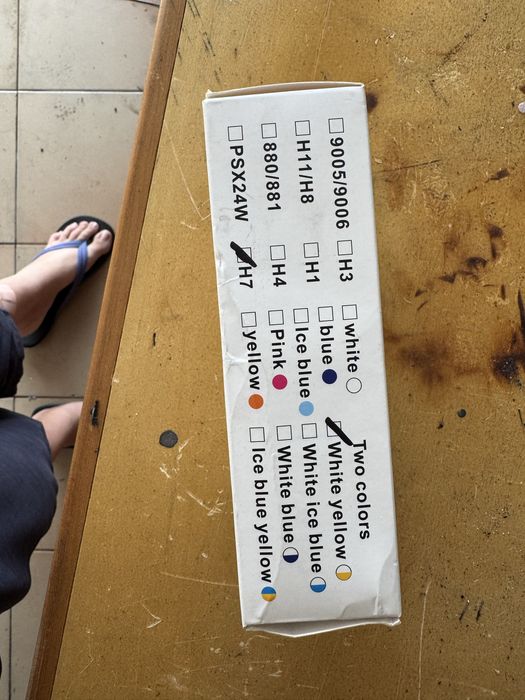 ☐9005/9006 ☐H3 ☐white Two colors
☐H11/H8 ☐H1 ☐blue ☐White yellow
☐880/881 ☐H4 ☐Ice blue ☐White ice blue
☐PSX24W ☐H7 ☐Pink ☐White blue
☐yellow ☐Ice blue yellow